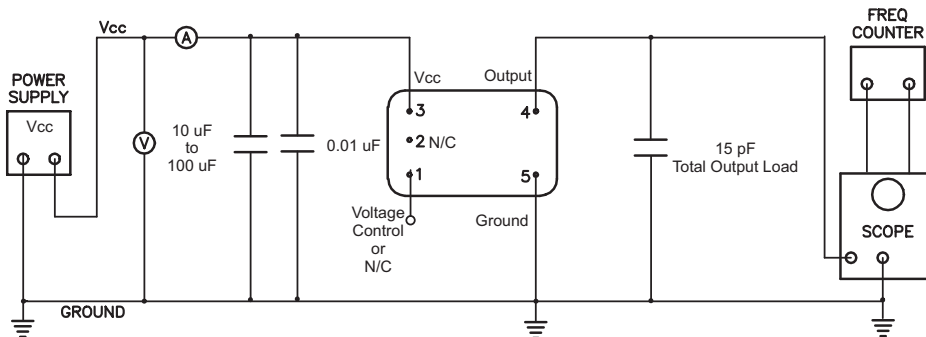 Vcc
A
FREQ
COUNTER
POWER
SUPPLY
Vcc
V
10 uF
to
100 uF
0.01 uF
Vcc
Output
3
4
2 N/C
1
5
Voltage
Control
or
N/C
Ground
15 pF
Total Output Load
SCOPE
GROUND